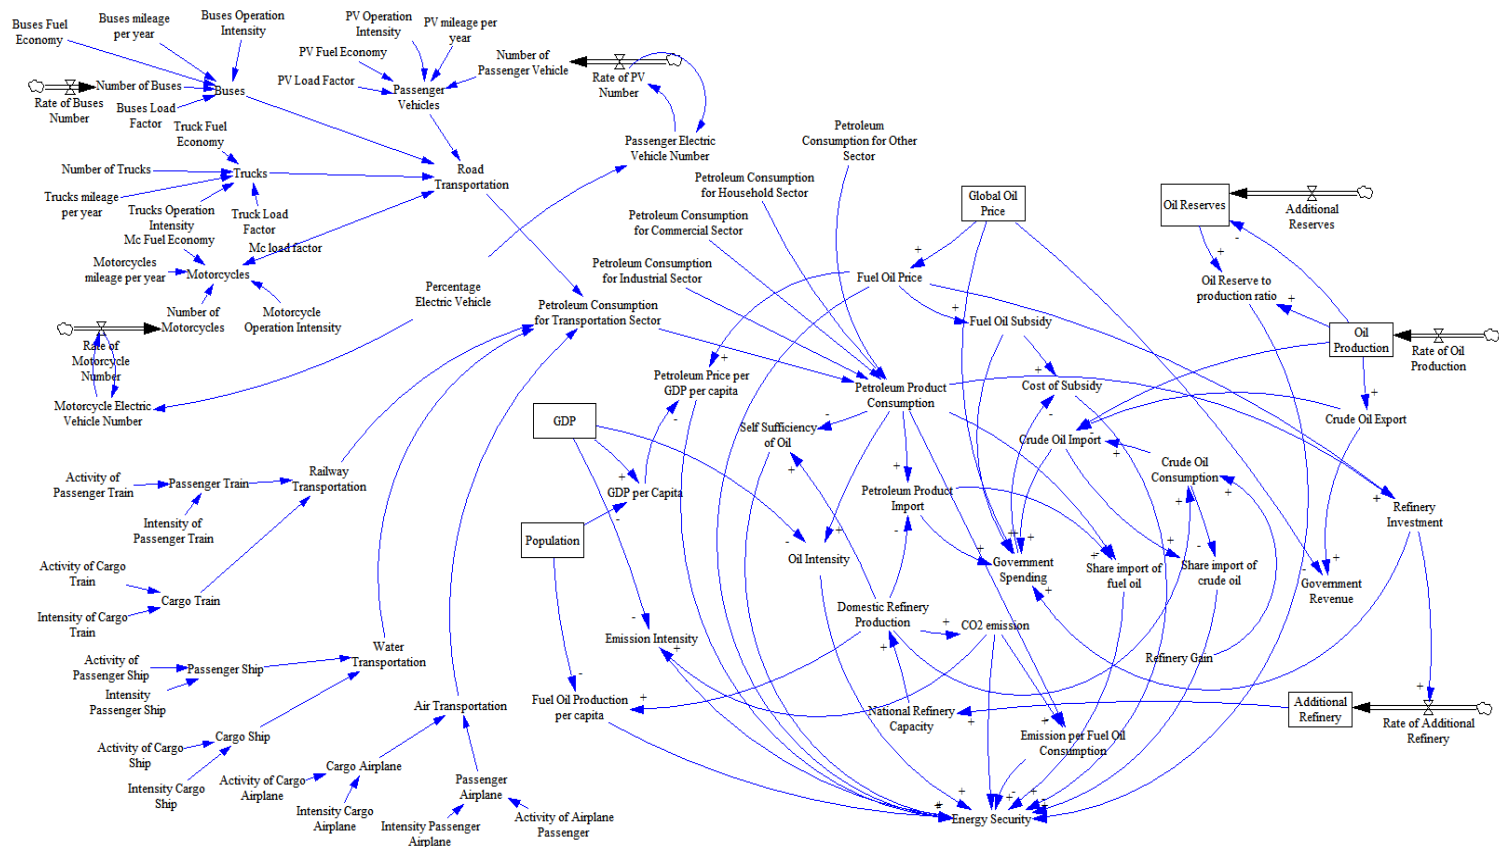 Buses Fuel
Economy
Buses mileage
per year
Buses Operation
Intensity
PV Operation
Intensity
PV mileage per
year
PV Fuel Economy
Number of
Passenger Vehicle
PV Load Factor
Passenger
Vehicles
Rate of PV
Number
Number of Buses
Buses
Rate of Buses
Number
Buses Load
Factor
Truck Fuel
Economy
Passenger Electric
Vehicle Number
Petroleum
Consumption for Other
Sector
Number of Trucks
Trucks
Road
Transportation
Petroleum Consumption
for Household Sector
Trucks mileage
per year
Trucks Operation
Intensity
Truck Load
Factor
Petroleum Consumption
for Commercial Sector
Global Oil
Price
Oil Reserves
Additional
Reserves
Mc Fuel Economy
Mc load factor
Motorcycles
mileage per year
Motorcycles
Petroleum Consumption
for Industrial Sector
Fuel Oil Price
+
-
+
Oil Reserve to
production ratio
Percentage
Electric Vehicle
Number of
Motorcycles
Motorcycle
Operation Intensity
Petroleum Consumption
for Transportation Sector
+
Fuel Oil Subsidy
+
Oil
Production
Rate of Oil
Production
Rate of
Motorcycle
Number
+
Petroleum Price per
GDP per capita
-
Petroleum Product
Consumption
+
Cost of Subsidy
-
+
Crude Oil Export
Motorcycle Electric
Vehicle Number
GDP
Self Sufficiency
of Oil
-
+
Crude Oil Import
-
+
Crude Oil
Consumption
+
+
Activity of
Passenger Train
Passenger Train
Railway
Transportation
+
GDP per Capita
-
+
Petroleum Product
Import
-
+
Refinery
Investment
Intensity of
Passenger Train
Population
-
+
Oil Intensity
+
+
+
Government
Spending
+
+
-
Share import of
fuel oil
+
-
Share import of
crude oil
-
+
Government
Revenue
Activity of Cargo
Train
Cargo Train
Intensity of Cargo
Train
Domestic Refinery
Production
+
+
CO2 emission
-
Emission Intensity
+
Water
Transportation
Refinery Gain
Activity of
Passenger Ship
Passenger Ship
Intensity
Passenger Ship
-
Fuel Oil Production
per capita
+
National Refinery
Capacity
+
+
-
Emission per Fuel Oil
Consumption
Additional
Refinery
+
Rate of Additional
Refinery
Air Transportation
Cargo Ship
Activity of Cargo
Ship
Intensity Cargo
Ship
Cargo Airplane
Activity of Cargo
Airplane
Intensity Cargo
Airplane
Passenger
Airplane
Intensity Passenger
Airplane
Activity of Airplane
Passenger
+
+
+
-
+
Energy Security